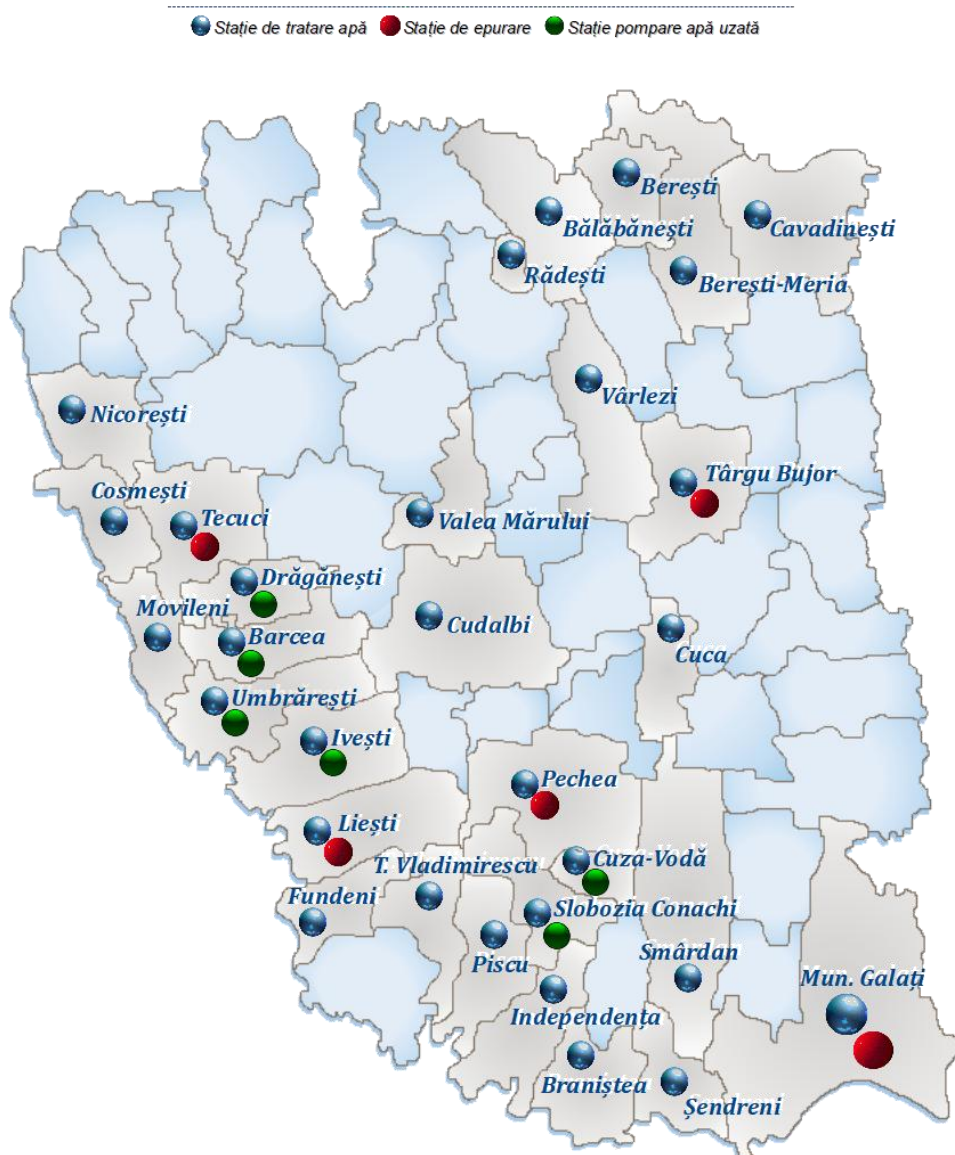 Stație de tratare apă Stație de epurare Stație pompare apă uzată
Berești
Bălăbănești
Cavadinești
Rădești
Berești-Meria
Vârlezi
Nicorești
Târgu Bujor
Cosmești
Tecuci
Valea Mărului
Drăgănești
Movileni
Barcea
Cudalbi
Cuca
Umbrărești
Ivești
Pechea
Liești
Cuza-Vodă
T. Vladimirescu
Fundeni
Slobozia Conachi
Piscu
Smârdan
Mun. Galați
Independența
Braniștea
Șendreni